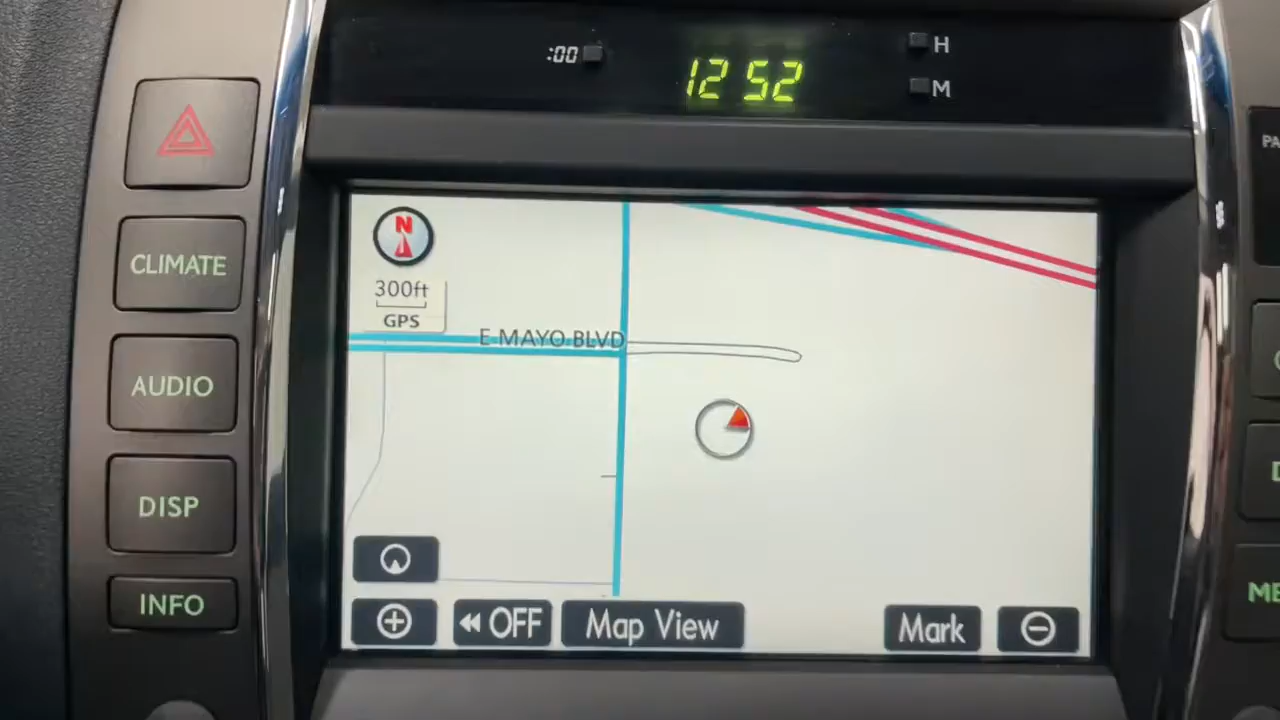 :00
12 52
H
M
CLIMATE
AUDIO
DISP
INFO
N
300ft
GPS
E MAYO BLVD
OFF
Map View
Mark